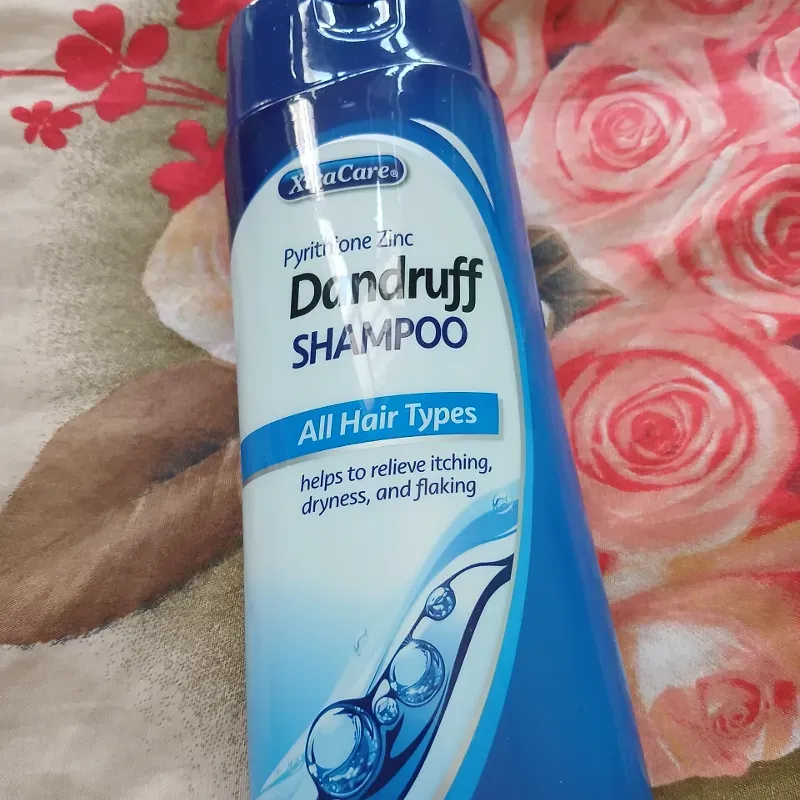 XtraCare®
Pyrithione Zinc
Dandruff
SHAMPOO
All Hair Types
helps to relieve itching,
dryness, and flaking